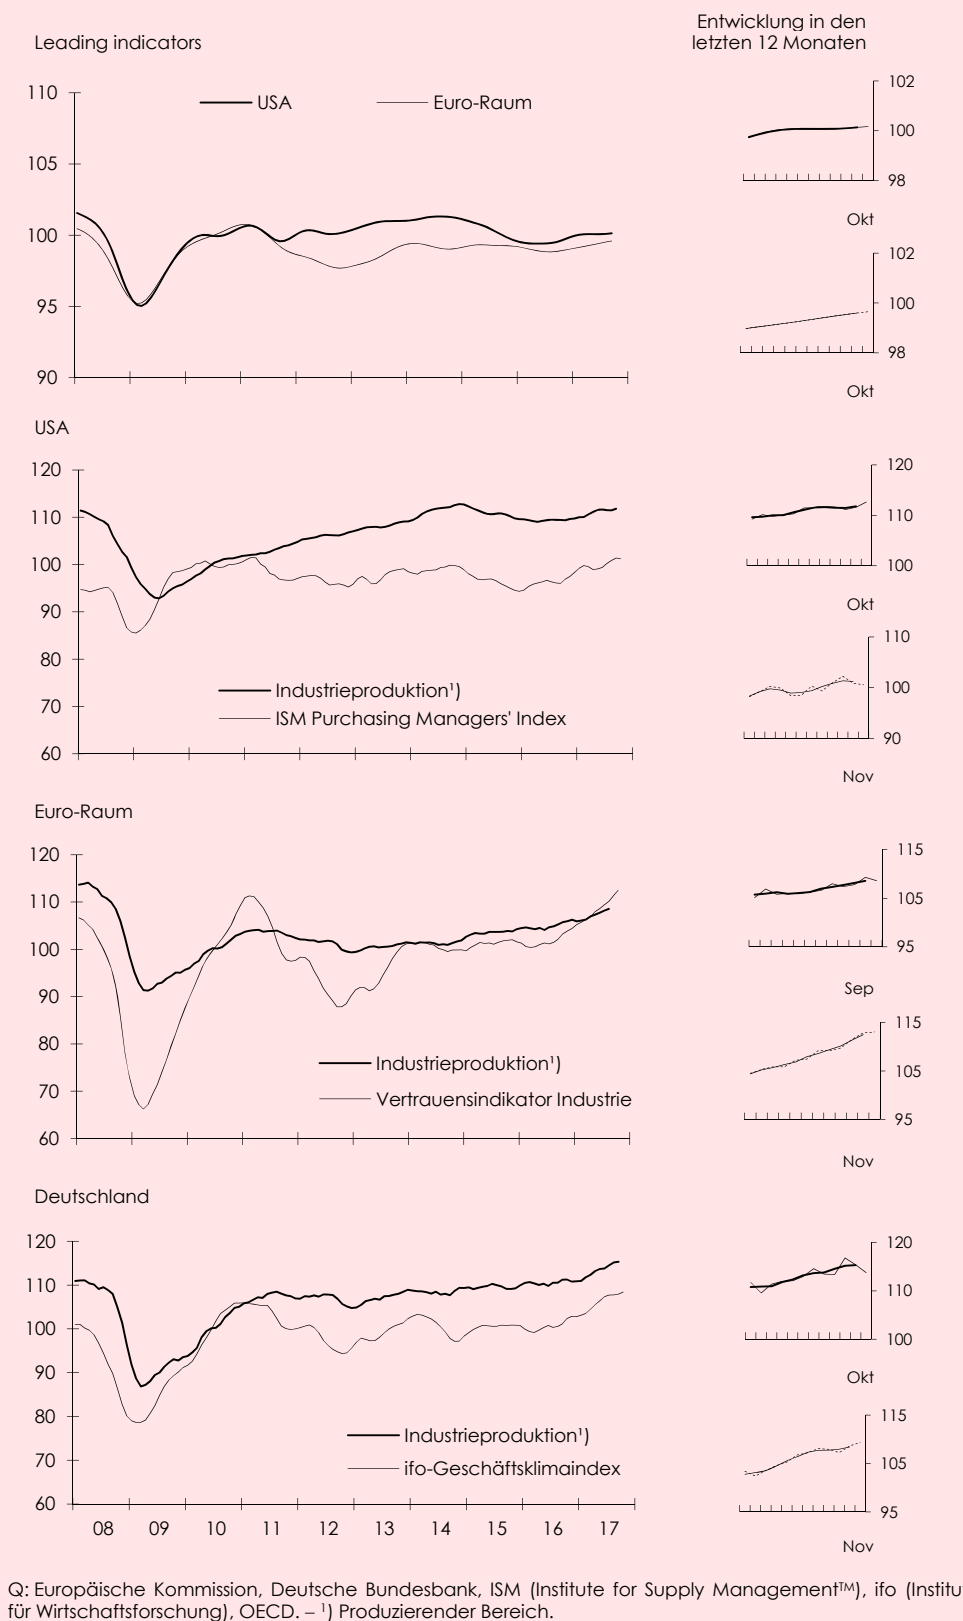 Entwicklung in den
letzten 12 Monaten
Leading indicators
110
105
100
95
90
USA
Euro-Raum
102
100
98
Okt
102
100
98
Okt
USA
120
110
100
90
80
70
60
Industrieproduktion¹)
ISM Purchasing Managers' Index
120
110
100
Okt
110
100
90
Nov
Euro-Raum
120
110
100
90
80
70
60
Industrieproduktion¹)
Vertrauensindikator Industrie
115
105
95
Sep
115
105
95
Nov
Deutschland
120
110
100
90
80
70
60
Industrieproduktion¹)
ifo-Geschäftsklimaindex
08 09 10 11 12 13 14 15 16 17
120
110
100
Okt
115
105
95
Nov
Q: Europäische Kommission, Deutsche Bundesbank, ISM (Institute for Supply Management™), ifo (Institu
für Wirtschaftsforschung), OECD. – ¹) Produzierender Bereich.